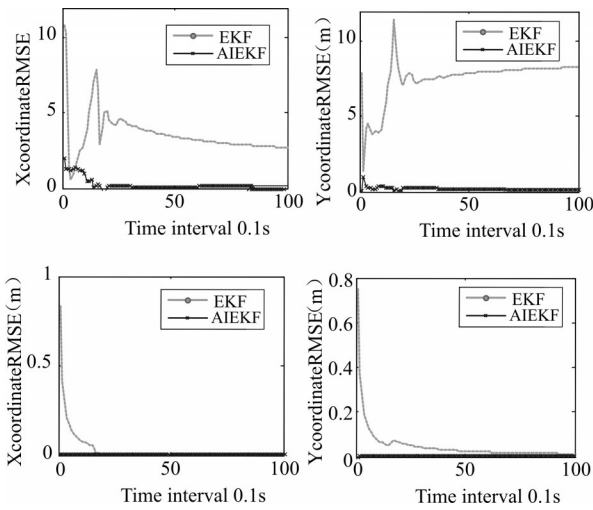 XcoordinateRMSE
10
5
0
0
50
100
Time interval 0.1s
EKF
AIEKF
Ycoordinate RMSE(m)
10
5
0
0
50
100
Time interval 0.1s
EKF
AIEKF
XcoordinateRMSE(m)
1
0.5
0
0
50
100
Time interval 0.1s
EKF
AIEKF
YcoordinateRMSE(m)
0.8
0.6
0.4
0.2
0
0
50
100
Time interval 0.1s
EKF
AIEKF